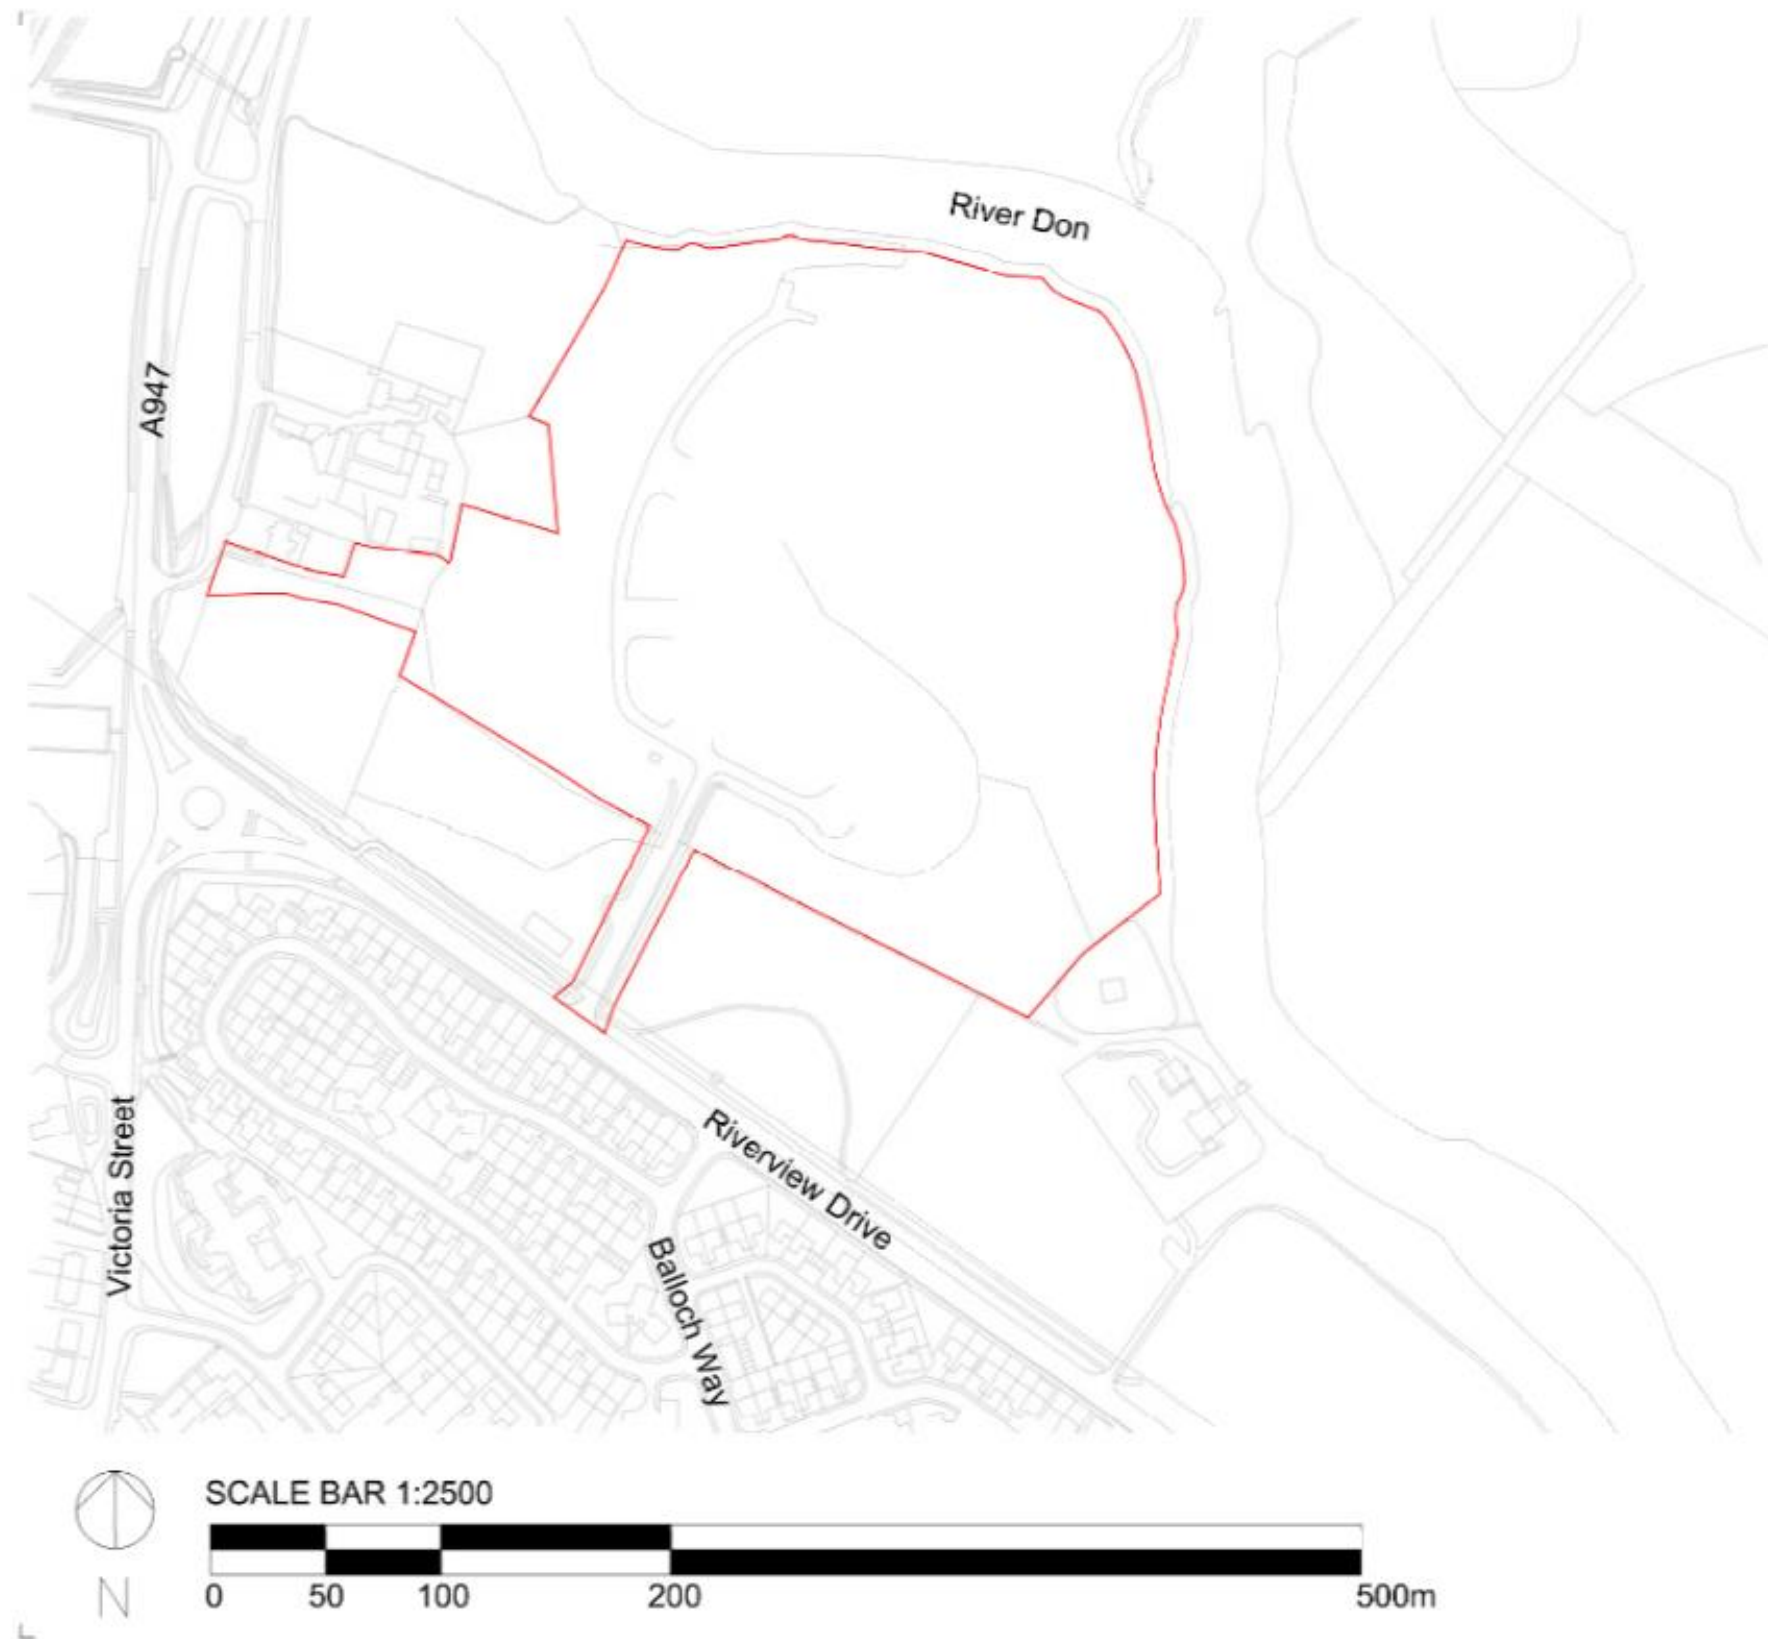 River Don
A947
Victoria Street
Riverview Drive
Balloch Way
SCALE BAR 1:2500
N
0 50 100 200 500m